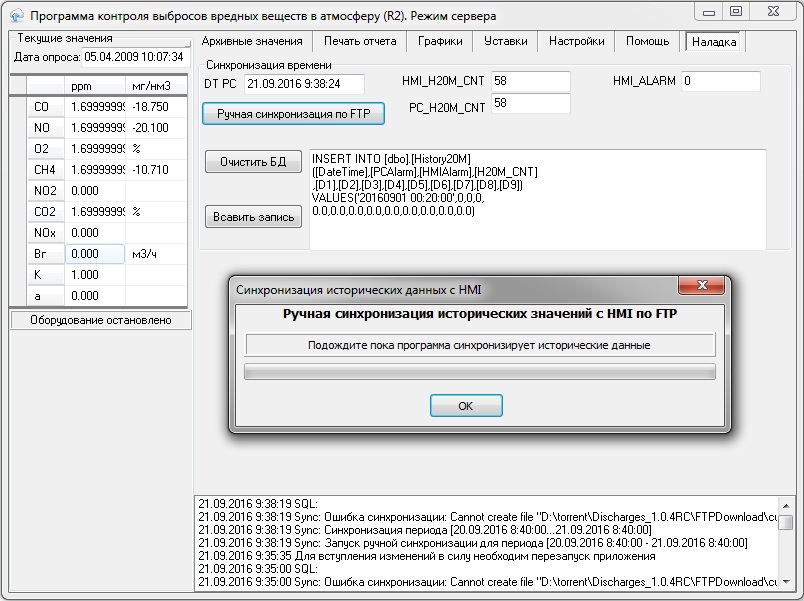 Программа контроля выбросов вредных веществ в атмосферу (R2). Режим сервера
Текущие значения
Дата опроса: 05.04.2009 10:07:34
ppm мг/нм3
CO 1.69999999 -18.750
NO 1.69999999 -20.100
O2 1.69999999 %
CH4 1.69999999 -10.710
NO2 0.000
CO2 1.69999999 %
NOx 0.000
Вг 0.000 м3/ч
K 1.000
a 0.000
Оборудование остановлено
Архивные значения Печать отчета Графики Уставки Настройки Помощь Наладка
Синхронизация времени
DT PC 21.09.2016 9:38:24 HMI_H20M_CNT 58 HMI_ALARM 0
Ручная синхронизация по FTP PC_H20M_CNT 58
Очистить БД
Всавить запись
INSERT INTO [dbo].[History20M]
([DateTime],[PCAlarm],[HMIAlarm],[H20M_CNT]
,[D1],[D2],[D3],[D4],[D5],[D6],[D7],[D8],[D9])
VALUES('20160901 00:20:00',0,0,0,
0.0,0.0,0.0,0.0,0.0,0.0,0.0,0.0,0.0)
Синхронизация исторических данных с HMI
Ручная синхронизация исторических значений с HMI по FTP
Подождите пока программа синхронизирует исторические данные
OK
21.09.2016 9:38:19 SQL:
21.09.2016 9:38:19 Sync: Ошибка синхронизации: Cannot create file "D:\torrent\Discharges_1.0.4RC\FTPDownload\cu
21.09.2016 9:38:19 Sync: Синхронизация периода [20.09.2016 8:40:00...21.09.2016 8:40:00]
21.09.2016 9:38:19 Sync: Запуск ручной синхронизации для периода [20.09.2016 8:40:00 - 21.09.2016 8:40:00]
21.09.2016 9:35:35 Для вступления изменений в силу необходим перезапуск приложения
21.09.2016 9:35:00 SQL:
21.09.2016 9:35:00 Sync: Ошибка синхронизации: Cannot create file "D:\torrent\Discharges_1.0.4RC\FTPDownload\cu